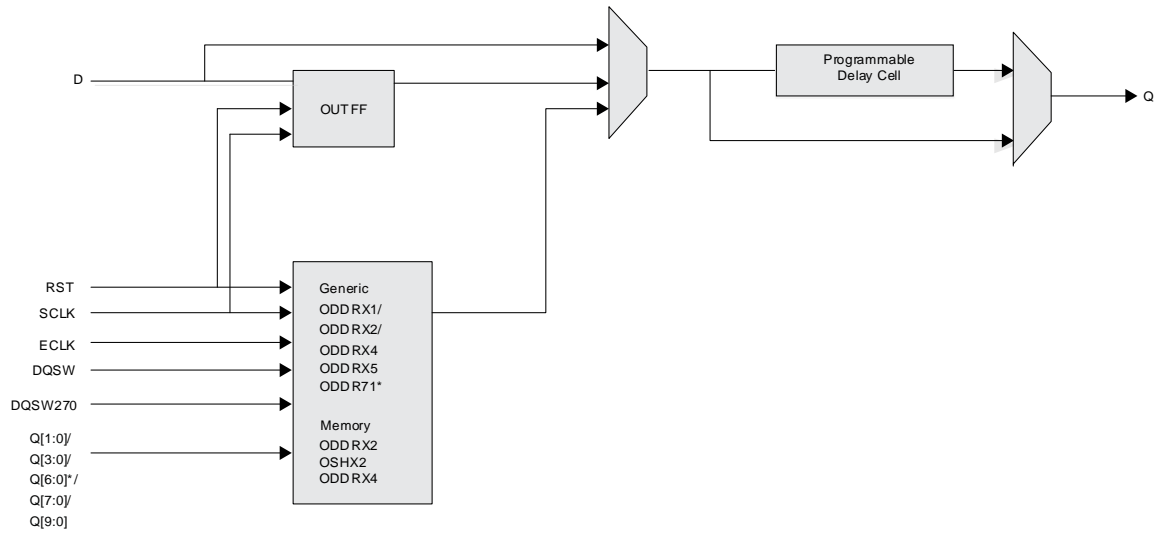 Programmable
Delay Cell
D
OUTFF
Q
RST
SCLK
ECLK
DQSW
DQSW270
Q[1:0]/
Q[3:0]/
Q[6:0]*/
Q[7:0]/
Q[9:0]
Generic
ODDRX1/
ODDRX2/
ODDRX4
ODDRX5
ODDR71*
Memory
ODDRX2
OSHX2
ODDRX4